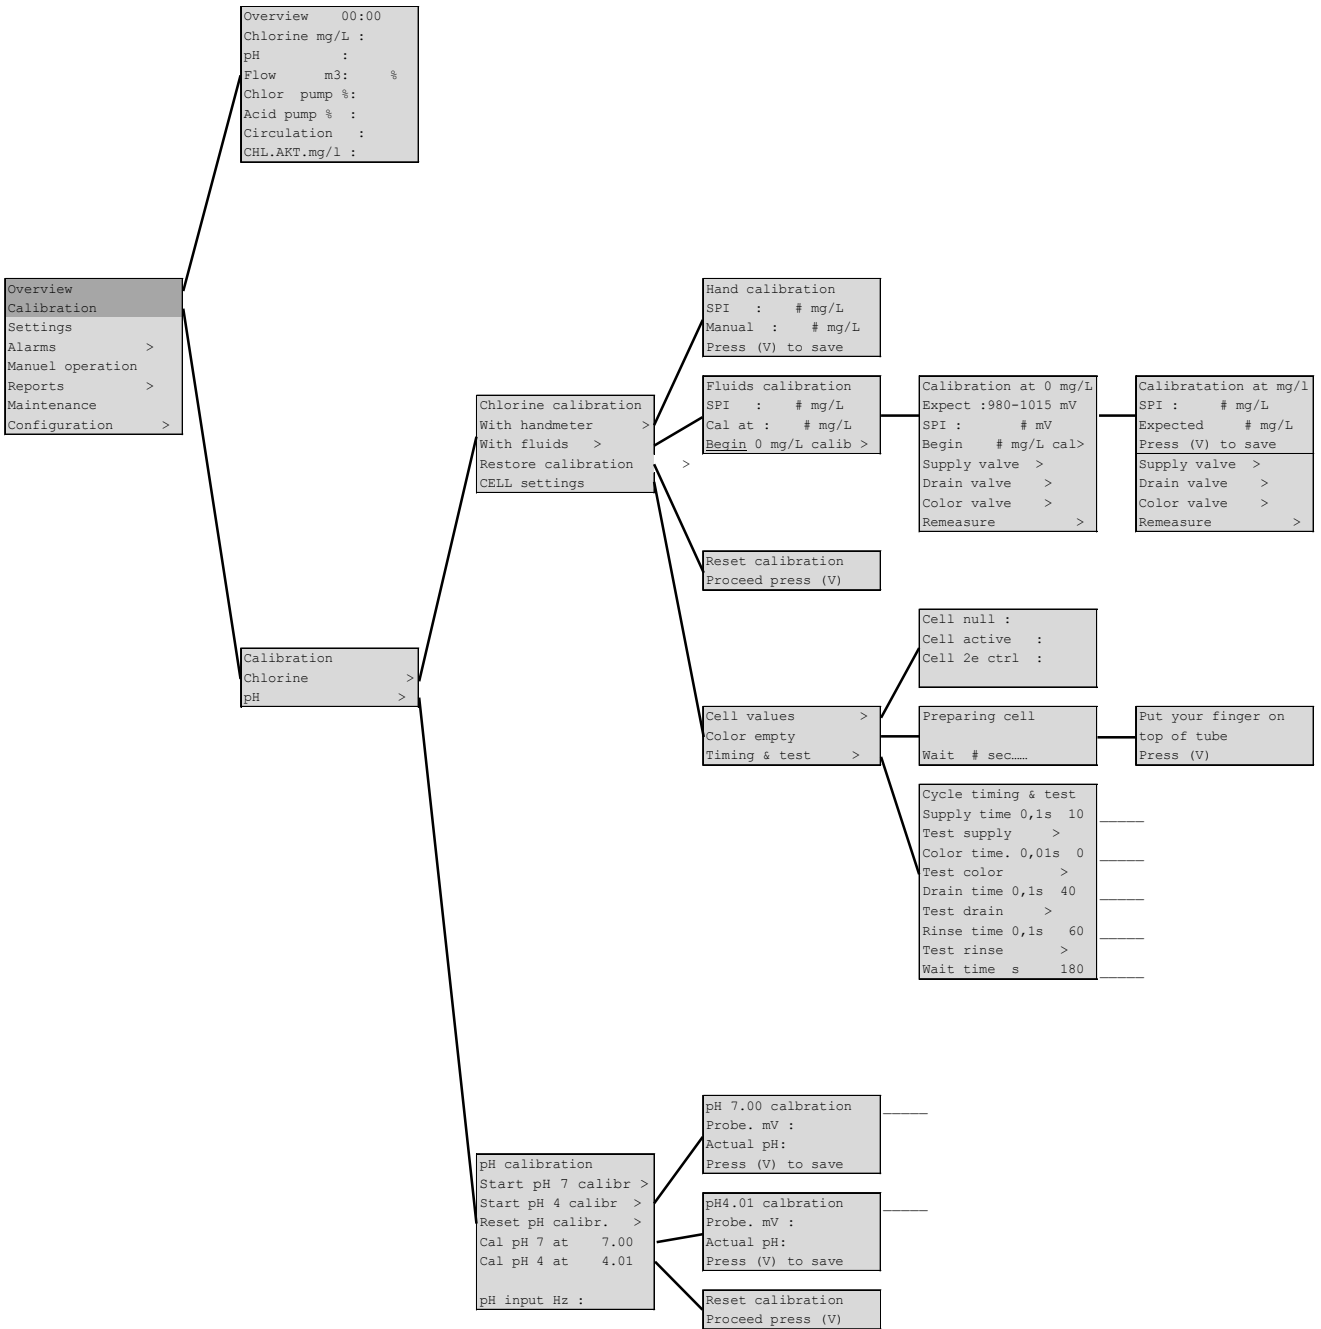 Overview 00:00
Chlorine mg/L :
pH :
Flow m3: %
Chlor pump %:
Acid pump % :
Circulation :
CHL.AKT.mg/l :
Overview
Calibration
Settings
Alarms >
Manuel operation
Reports >
Maintenance
Configuration >
Calibration
Chlorine >
pH >
Chlorine calibration
With handmeter >
With fluids >
Restore calibration >
CELL settings
Hand calibration
SPI : # mg/L
Manual : # mg/L
Press (V) to save
Fluids calibration
SPI : # mg/L
Cal at : # mg/L
Begin 0 mg/L calib >
Calibration at 0 mg/L
Expect :980-1015 mV
SPI : # mV
Begin # mg/L cal>
Supply valve >
Drain valve >
Color valve >
Remeasure >
Calibratation at mg/l
SPI : # mg/L
Expected # mg/L
Press (V) to save
Supply valve >
Drain valve >
Color valve >
Remeasure >
Reset calibration
Proceed press (V)
Cell values >
Color empty
Timing & test >
Cell null :
Cell active :
Cell 2e ctrl :
Preparing cell
Wait # sec……
Put your finger on
top of tube
Press (V)
Cycle timing & test
Supply time 0,1s 10 _____
Test supply >
Color time. 0,01s 0 _____
Test color >
Drain time 0,1s 40 _____
Test drain >
Rinse time 0,1s 60 _____
Test rinse >
Wait time s 180 _____
pH calibration
Start pH 7 calibr >
Start pH 4 calibr >
Reset pH calibr. >
Cal pH 7 at 7.00
Cal pH 4 at 4.01
pH input Hz :
pH 7.00 calbration _____
Probe. mV :
Actual pH:
Press (V) to save
pH4.01 calbration _____
Probe. mV :
Actual pH:
Press (V) to save
Reset calibration
Proceed press (V)